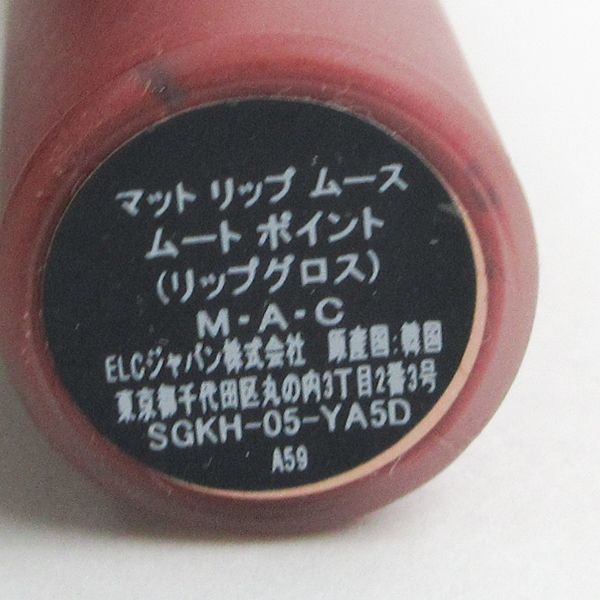 マット リップ ムース
ムート ポイント
(リップグロス)
M・A・C
ELCジャパン株式会社 原産国:韓国
東京都千代田区丸の内3丁目2番3号
SGKH-05-YA5D
A59